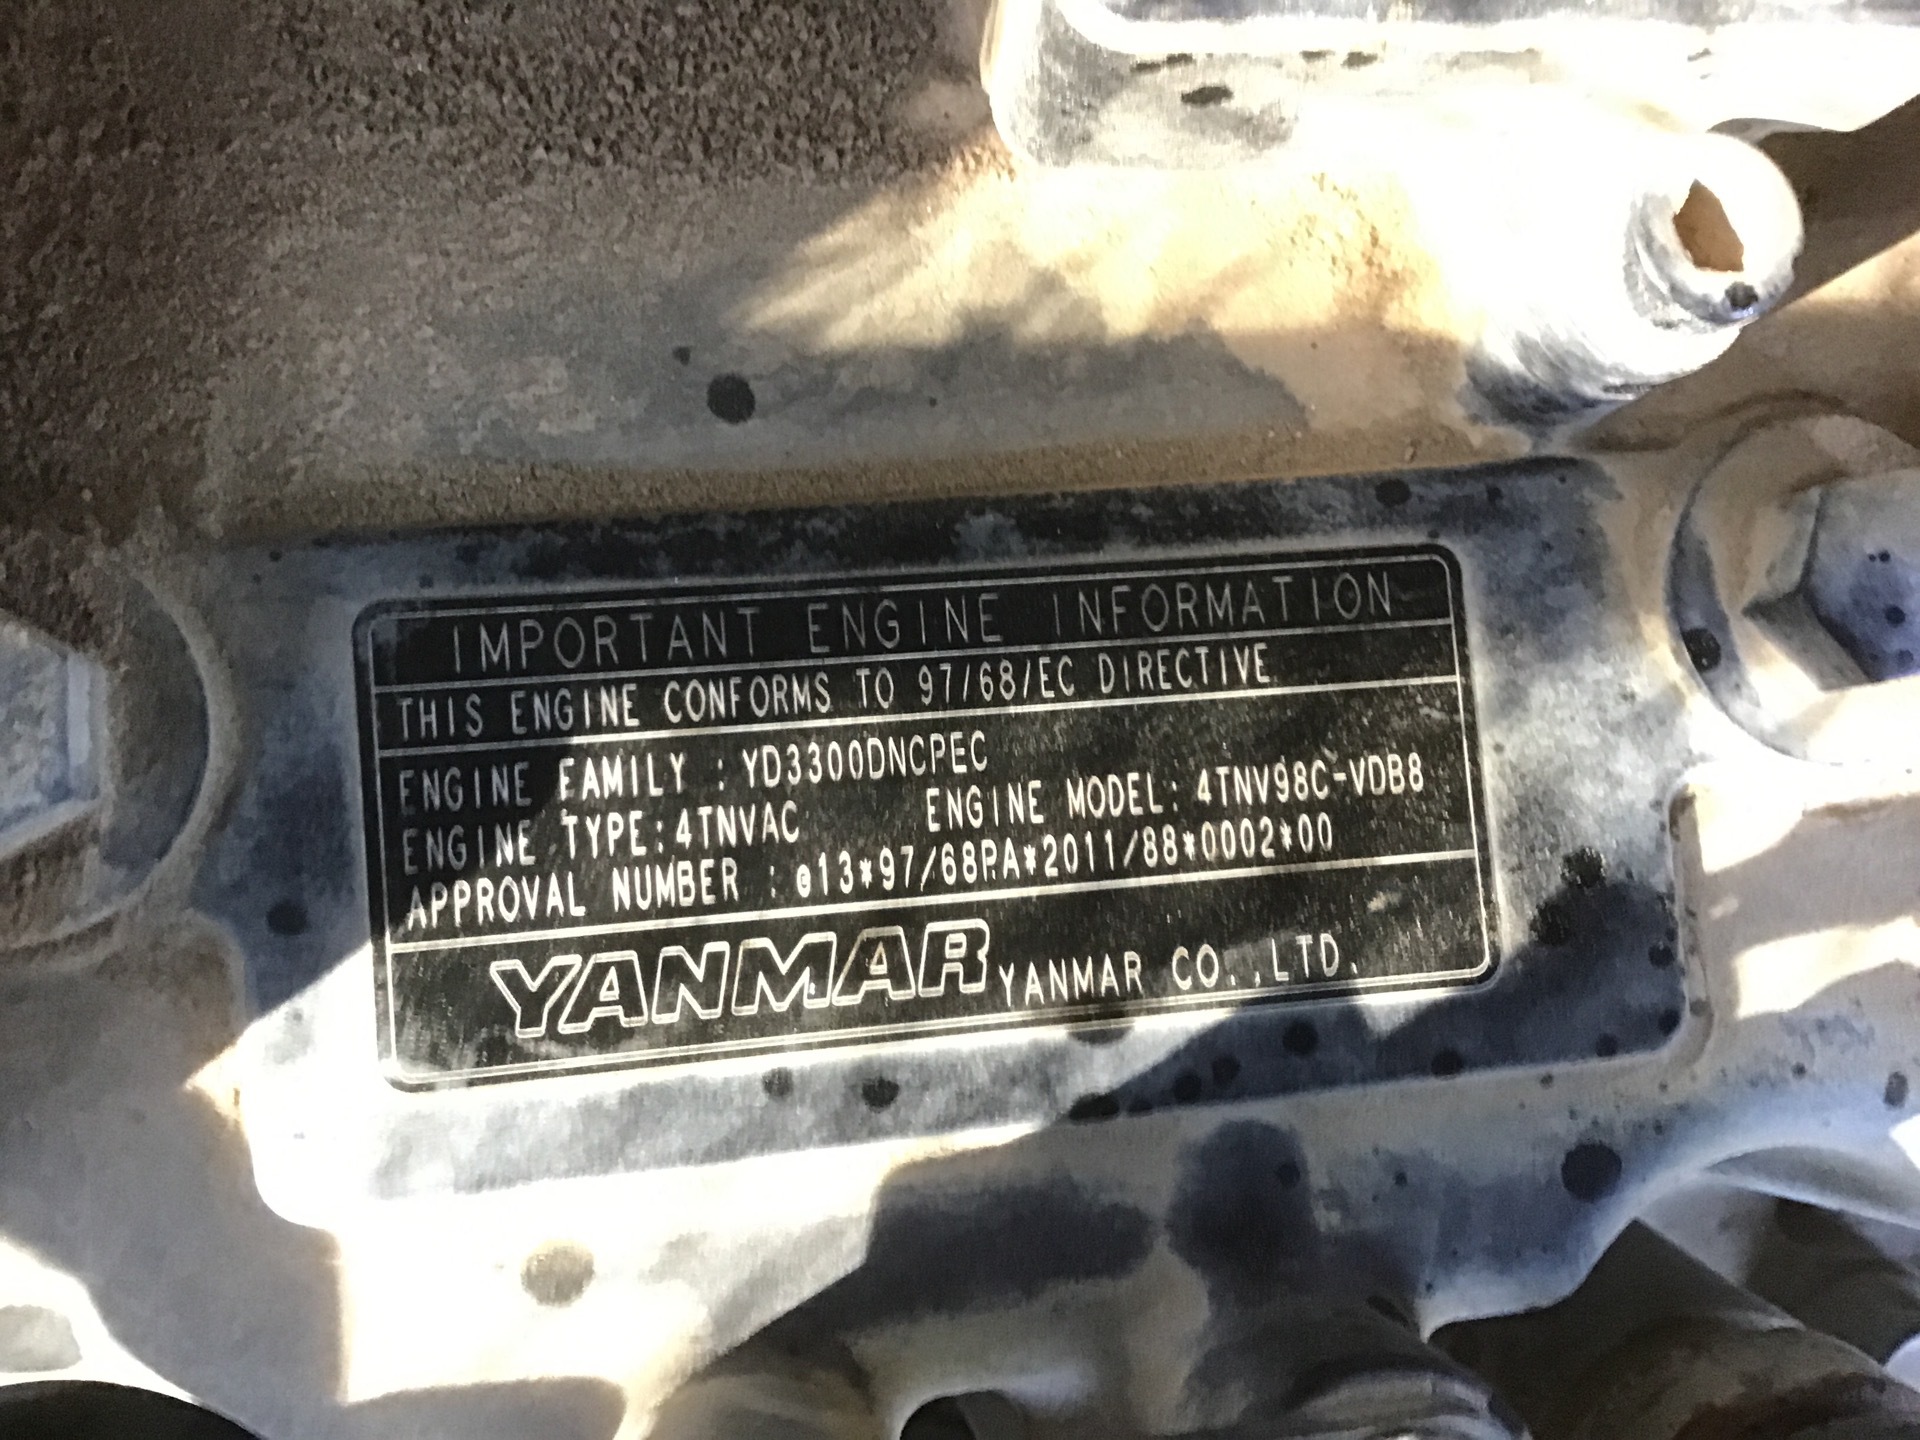 IMPORTANT ENGINE INFORMATION
THIS ENGINE CONFORMS TO 97/68/EC DIRECTIVE
ENGINE FAMILY : YD3300DNCPEC
ENGINE TYPE:4TNVAC ENGINE MODEL: 4TNV98C-VDB8
APPROVAL NUMBER : e13*97/68PA*2011/88*0002*00
YANMAR YANMAR CO.,LTD.